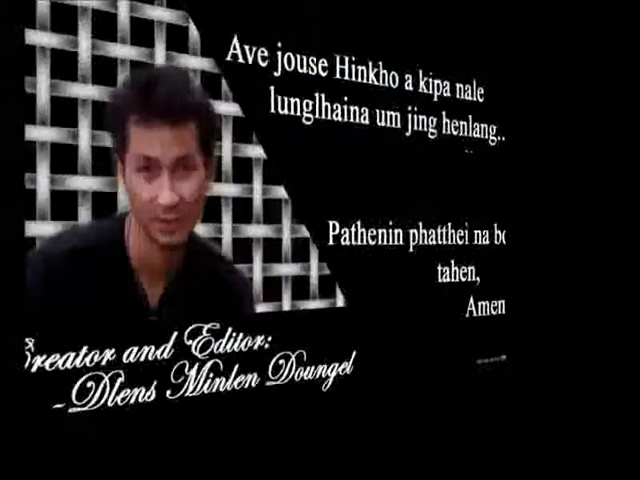 Ave jouse Hinkho a kipa nale
lunglhaina um jing henlang..
Pathenin phatthei na bo
tahen,
Amen
Creator and Editor:
~Dlens Minlen Doungel